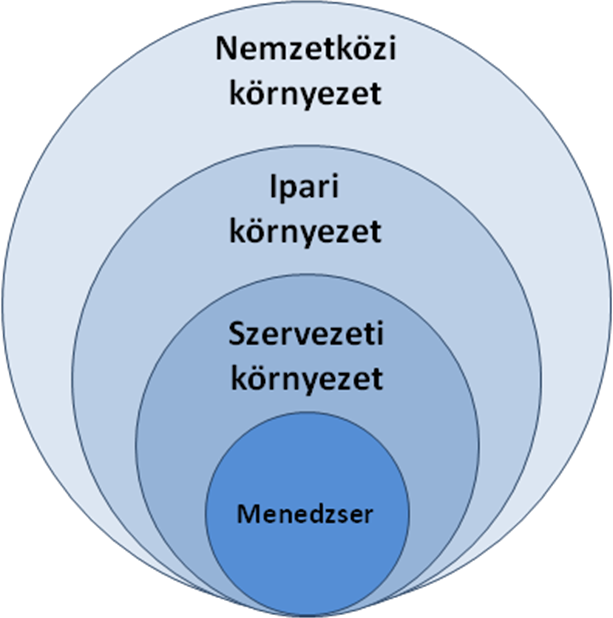 Nemzetközi
környezet
Ipari
környezet
Szervezeti
környezet
Menedzser